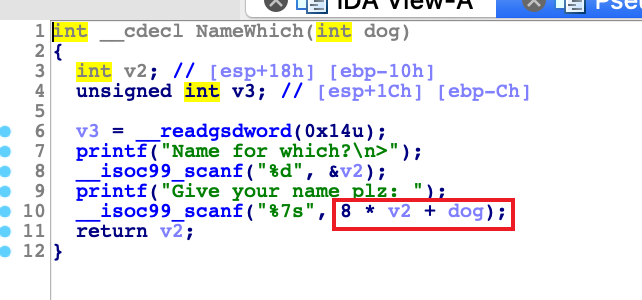 IDA View-A Pse
1 int __cdecl NameWhich(int dog)
2 {
3 int v2; // [esp+18h] [ebp-10h]
4 unsigned int v3; // [esp+1Ch] [ebp-Ch]
5
6 v3 = __readgsdword(0x14u);
7 printf("Name for which?\n>");
8 __isoc99_scanf("%d", &v2);
9 printf("Give your name plz: ");
10 __isoc99_scanf("%7s", 8 * v2 + dog);
11 return v2;
12 }